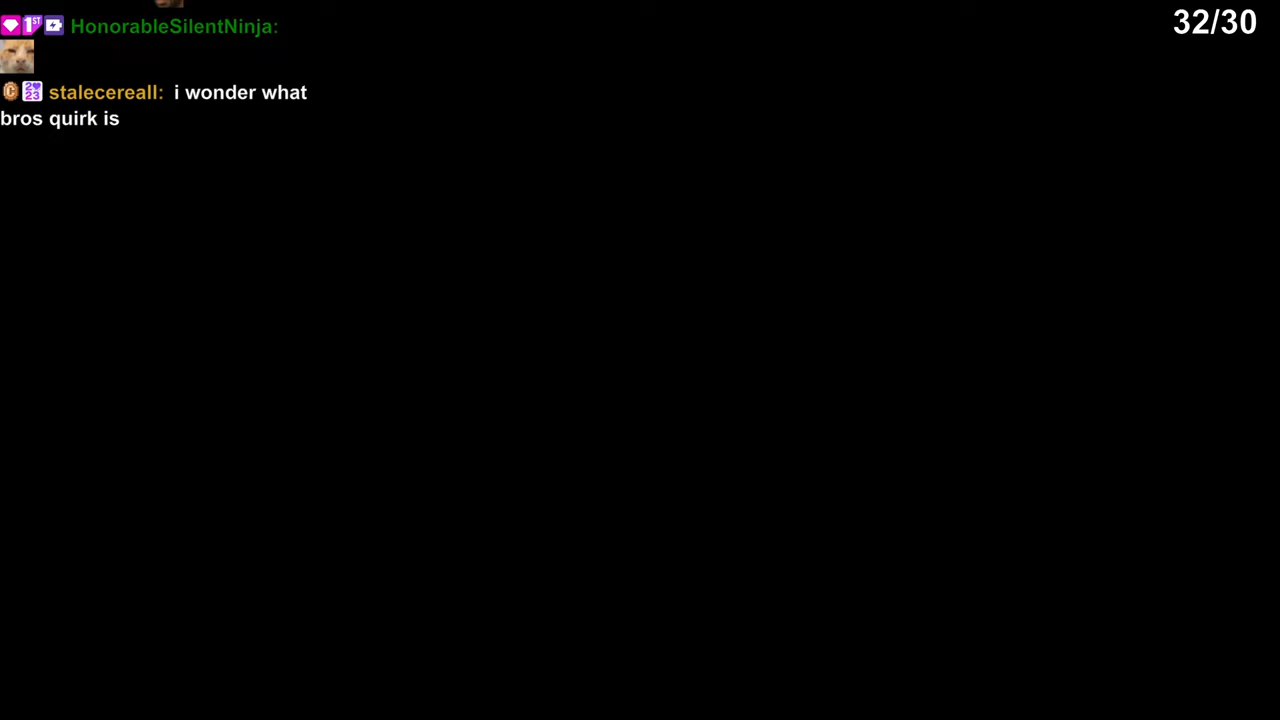 32/30
HonorableSilentNinja:
stalecereall: i wonder what
bros quirk is